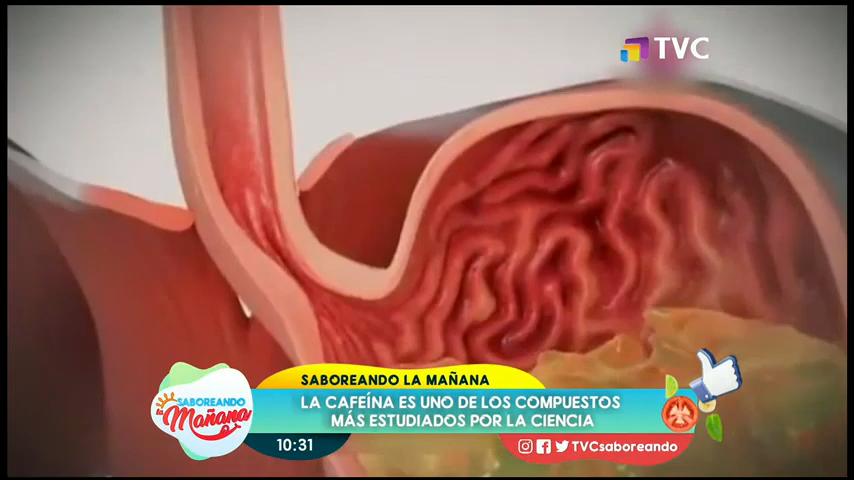 TVC
SABOREANDO LA MAÑANA
SABOREANDO
la Mañana
LA CAFEÍNA ES UNO DE LOS COMPUESTOS
MÁS ESTUDIADOS POR LA CIENCIA
10:31
TVCsaboreando